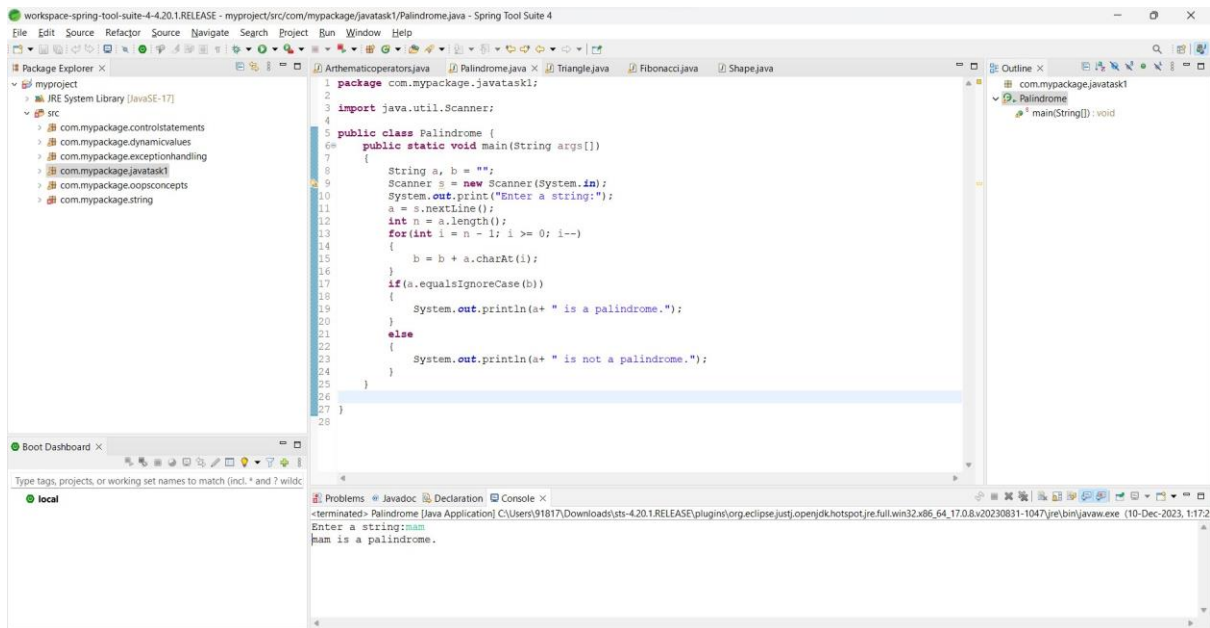 workspace-spring-tool-suite-4-4.20.1.RELEASE - myproject/src/com/mypackage/javatask1/Palindrome.java - Spring Tool Suite 4
File Edit Source Refactor Source Navigate Search Project Run Window Help
Package Explorer
myproject
JRE System Library [JavaSE-17]
src
com.mypackage.controlstatements
com.mypackage.dynamicvalues
com.mypackage.exceptionhandling
com.mypackage.javatask1
com.mypackage.oopsconcepts
com.mypackage.string
Arthematicoperators.java Palindrome.java Triangle.java Fibonacci.java Shape.java
1 package com.mypackage.javatask1;
2
3 import java.util.Scanner;
4
5 public class Palindrome {
6 public static void main(String args[])
7 {
8 String a, b = "";
9 Scanner s = new Scanner(System.in);
10 System.out.print("Enter a string:");
11 a = s.nextLine();
12 int n = a.length();
13 for(int i = n - 1; i >= 0; i--)
14 {
15 b = b + a.charAt(i);
16 }
17 if(a.equalsIgnoreCase(b))
18 {
19 System.out.println(a+ " is a palindrome.");
20 }
21 else
22 {
23 System.out.println(a+ " is not a palindrome.");
24 }
25 }
26
27 }
28
Outline
com.mypackage.javatask1
Palindrome
main(String[]) : void
Boot Dashboard
Type tags, projects, or working set names to match (incl. * and ? wildc
local
Problems Javadoc Declaration Console
<terminated> Palindrome [Java Application] C:\Users\91817\Downloads\sts-4.20.1.RELEASE\plugins\org.eclipse.justj.openjdk.hotspot.jre.full.win32.x86_64_17.0.8.v20230831-1047\jre\bin\javaw.exe (10-Dec-2023, 1:17:2
Enter a string:mam
mam is a palindrome.